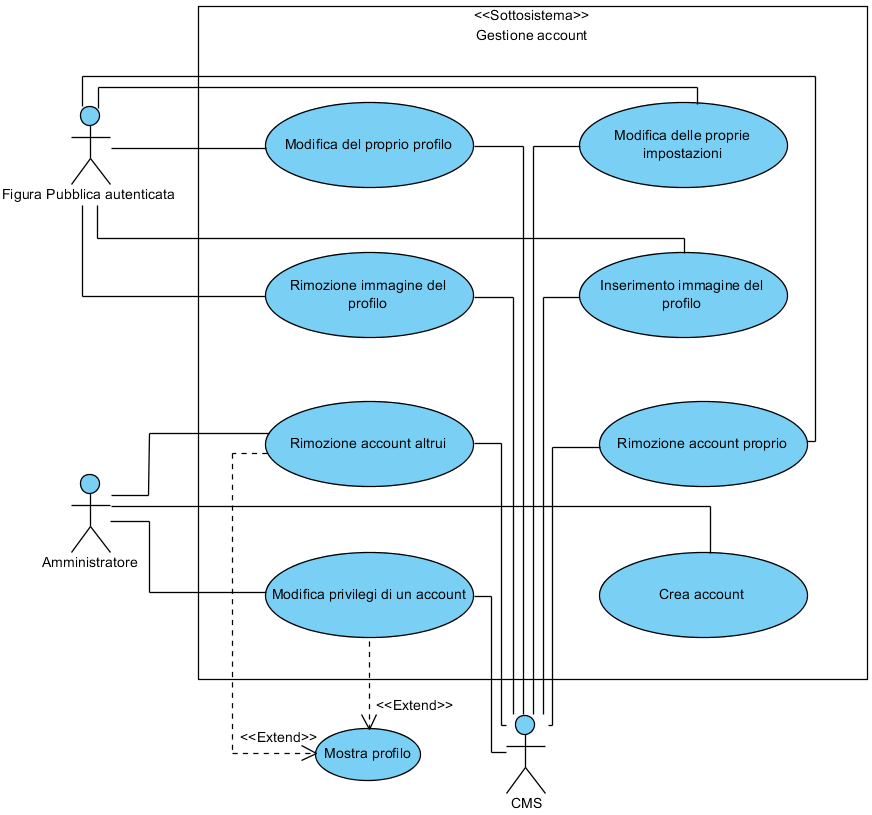 <<Sottosistema>>
Gestione account
Figura Pubblica autenticata
Modifica del proprio profilo
Modifica delle proprie
impostazioni
Rimozione immagine del
profilo
Inserimento immagine del
profilo
Rimozione account altrui
Rimozione account proprio
Amministratore
Modifica privilegi di un account
Crea account
<<Extend>>
<<Extend>>
Mostra profilo
CMS